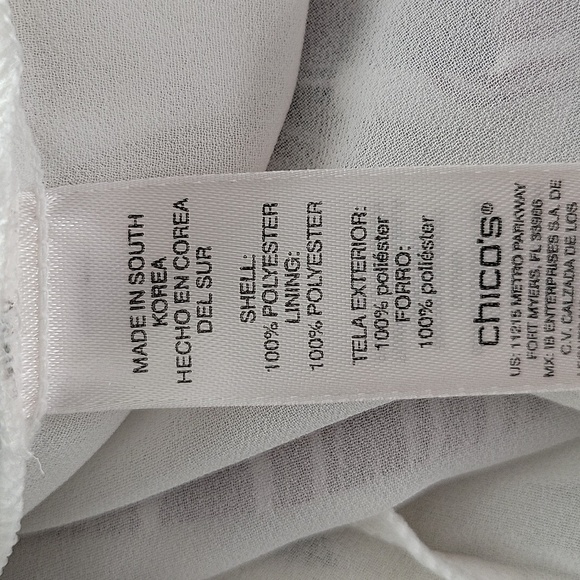 MADE IN SOUTH
KOREA
HECHO EN COREA
DEL SUR
SHELL:
100% POLYESTER
LINING:
100% POLYESTER
TELA EXTERIOR:
100% poliéster
FORRO:
100% poliéster
chico's®
US: 11215 METRO PARKWAY
FORT MYERS, FL 33966
MX: IB ENTERPRISES S.A. DE
C.V. CALZADA DE LOS